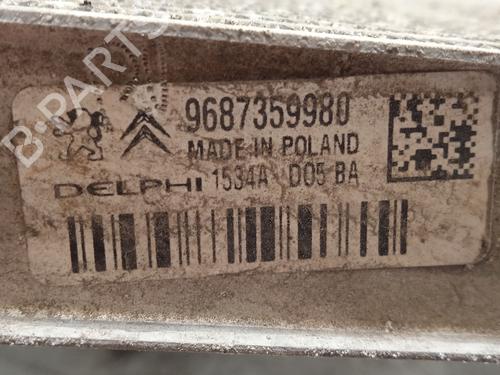 9687359980
MADE IN POLAND
DELPHI 1534A D05 BA
B-PARTS